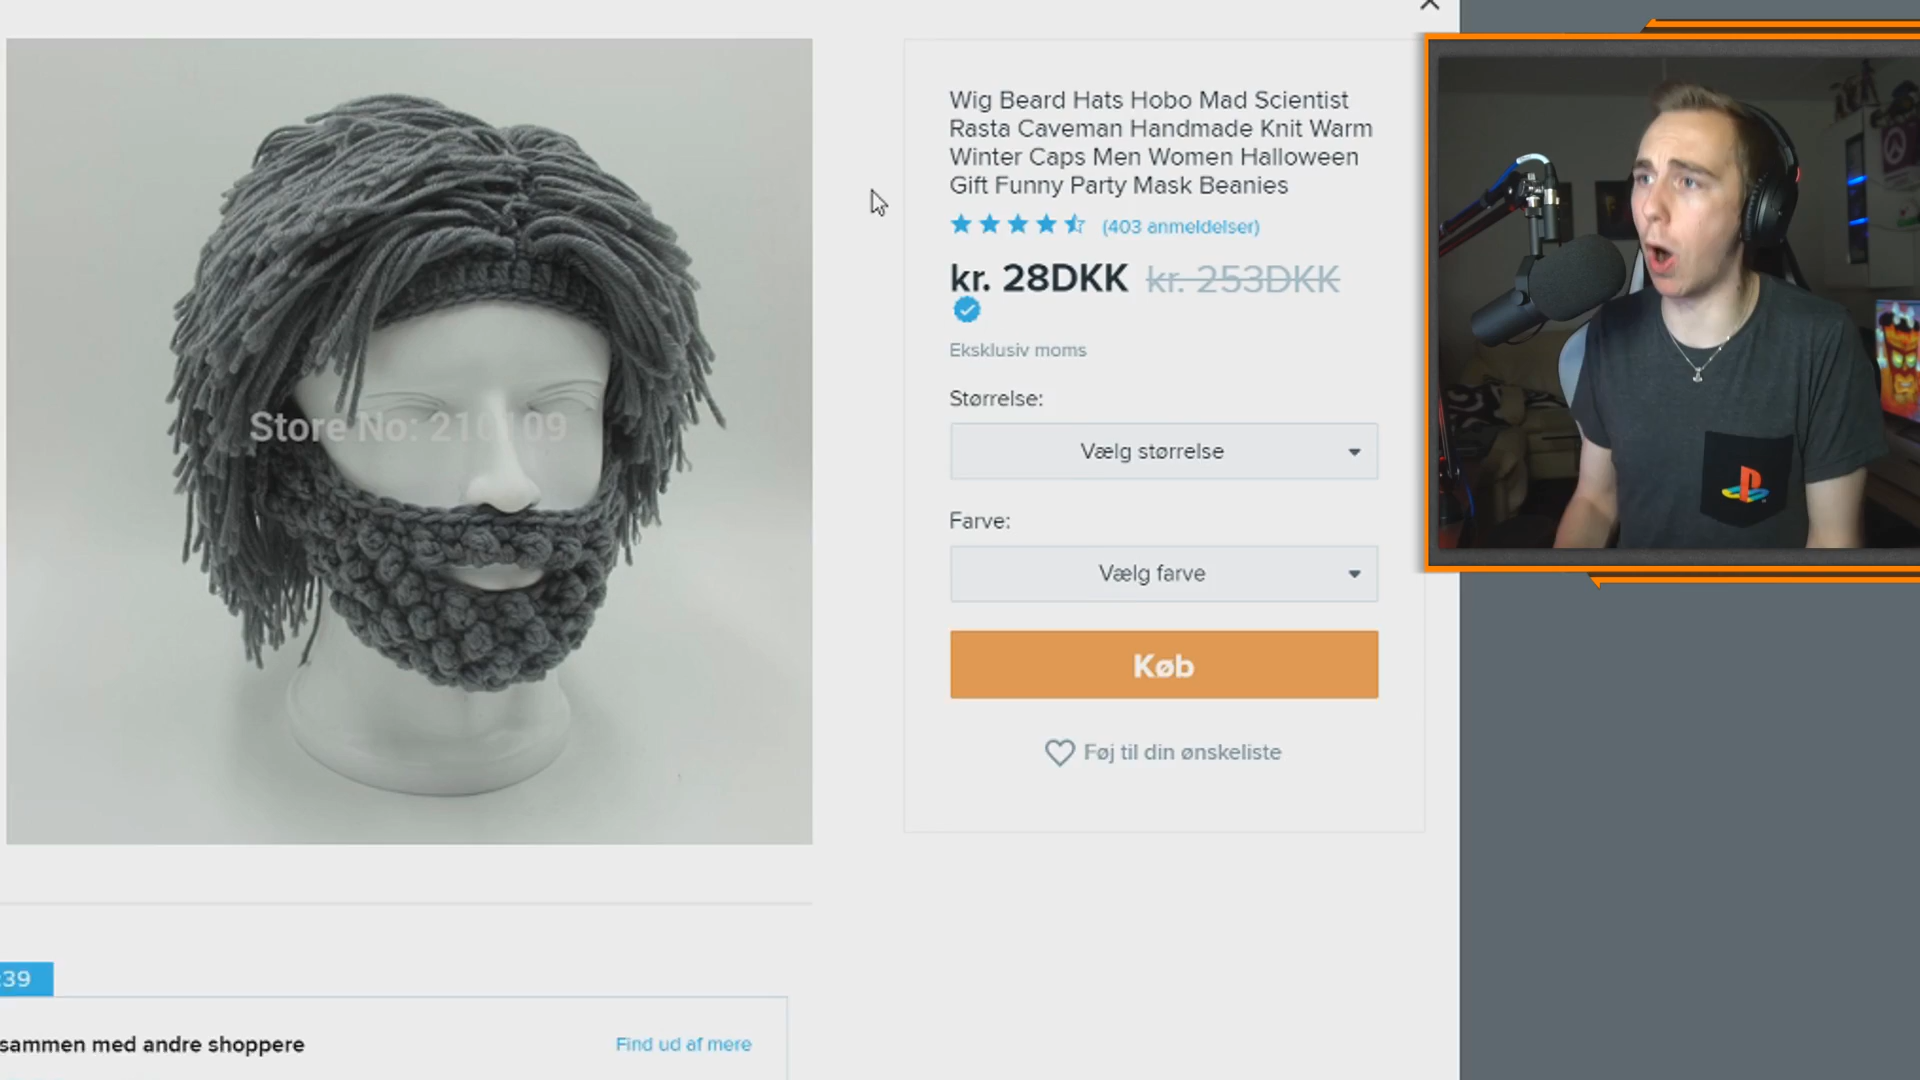 Store No: 210109
Wig Beard Hats Hobo Mad Scientist
Rasta Caveman Handmade Knit Warm
Winter Caps Men Women Halloween
Gift Funny Party Mask Beanies
(403 anmeldelser)
kr. 28DKK kr. 253DKK
Eksklusiv moms
Størrelse:
Vælg størrelse
Farve:
Vælg farve
Køb
Føj til din ønskeliste
:39
sammen med andre shoppere
Find ud af mere